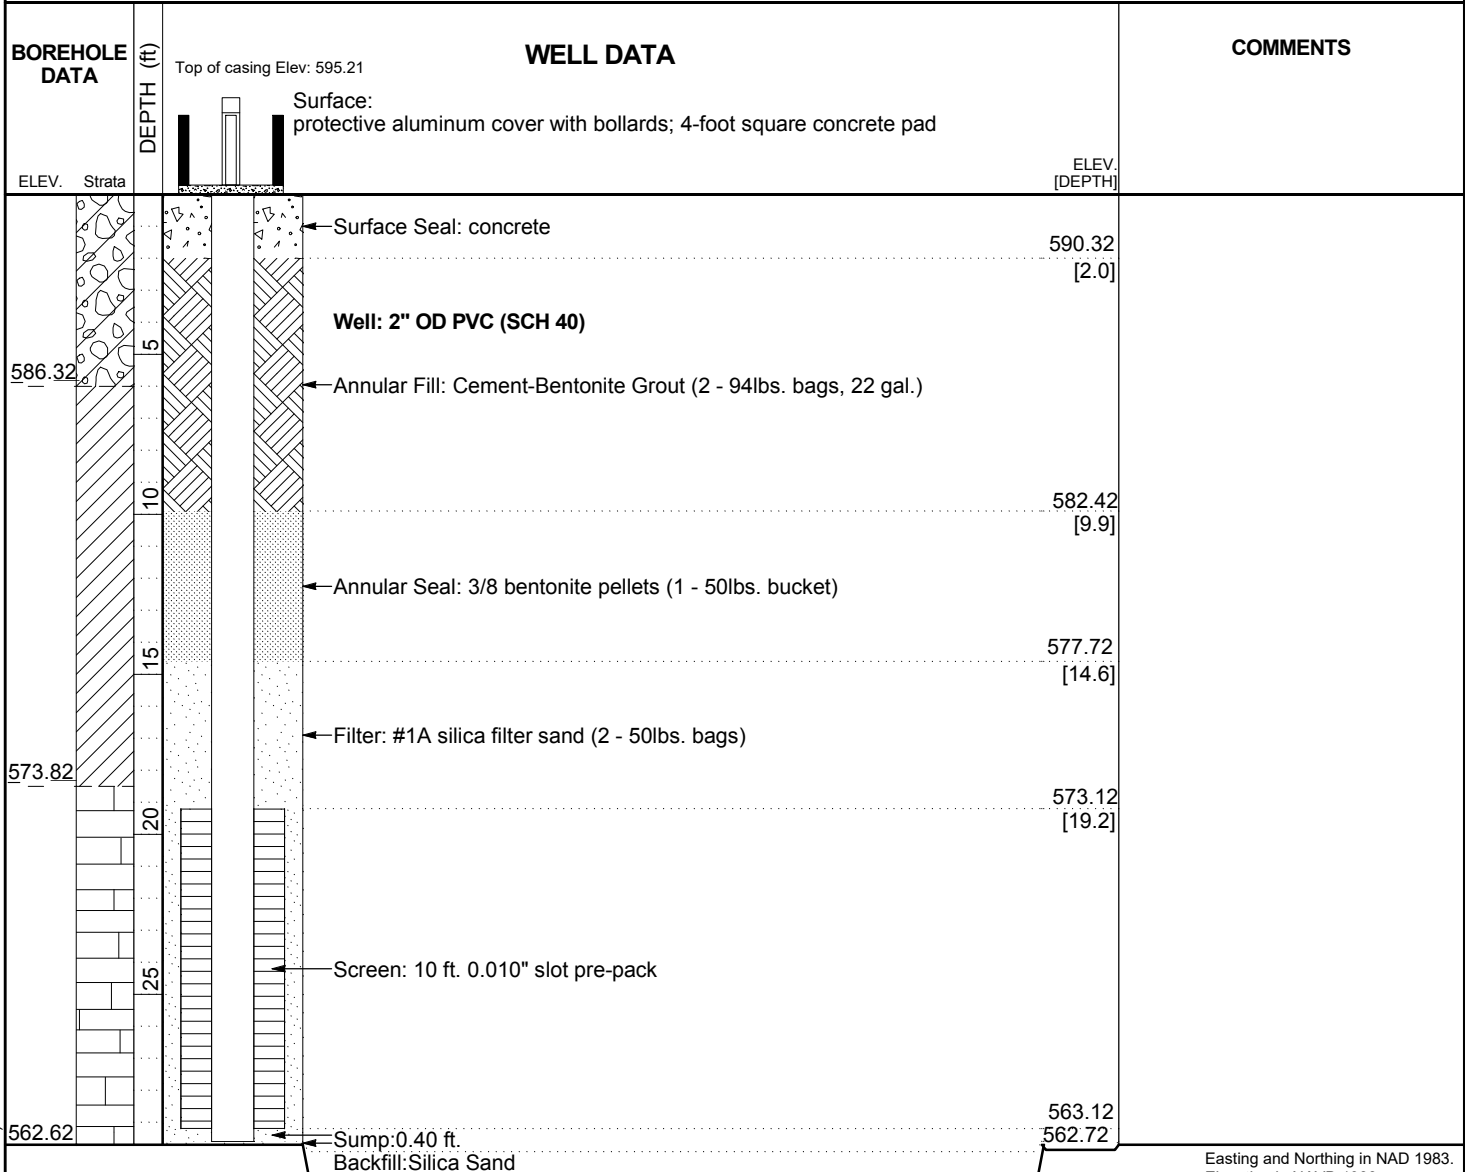 BOREHOLE
DATA
DEPTH (ft)
WELL DATA
COMMENTS
Top of casing Elev: 595.21
Surface:
protective aluminum cover with bollards; 4-foot square concrete pad
ELEV. Strata
ELEV.
[DEPTH]
Surface Seal: concrete
590.32
[2.0]
Well: 2" OD PVC (SCH 40)
5
586.32
Annular Fill: Cement-Bentonite Grout (2 - 94lbs. bags, 22 gal.)
10
582.42
[9.9]
Annular Seal: 3/8 bentonite pellets (1 - 50lbs. bucket)
15
577.72
[14.6]
Filter: #1A silica filter sand (2 - 50lbs. bags)
573.82
573.12
[19.2]
20
Screen: 10 ft. 0.010" slot pre-pack
25
563.12
562.62
Sump:0.40 ft.
562.72
Backfill:Silica Sand
Easting and Northing in NAD 1983.